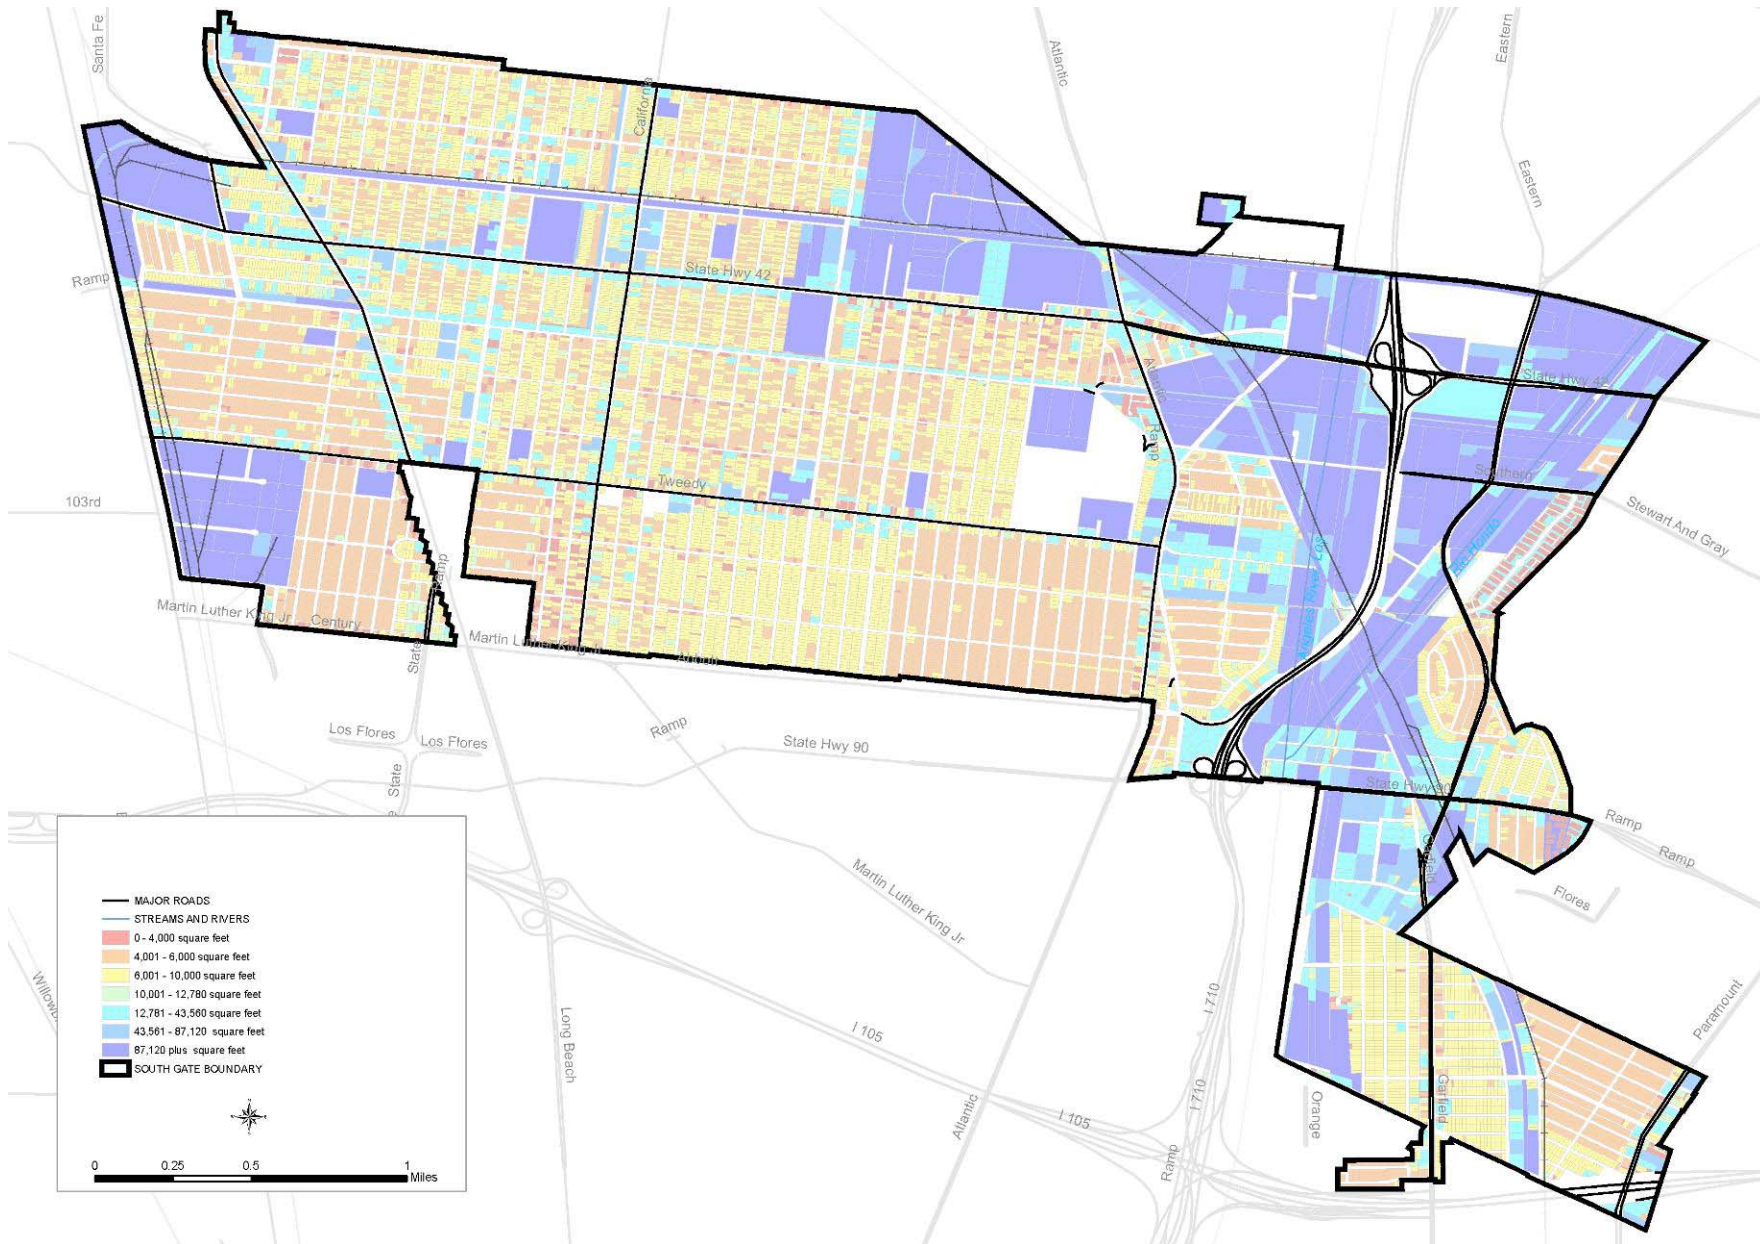 Santa Fe
California
Atlantic
Eastern
Eastern
Ramp
State Hwy 42
State Hwy 42
Atlantic
Ramp
Southern
Stewart And Gray
103rd
Tweedy
Rio Hondo
Ramp
Martin Luther King Jr
Century
State
Martin Luther King Jr
Abbott
Los Flores
Los Flores
Ramp
State Hwy 90
State Hwy 90
State
Ramp
Ramp
Garfield
Flores
Martin Luther King Jr
Long Beach
I 105
I 710
I 710
I 105
Atlantic
Ramp
Orange
Garfield
Paramount
MAJOR ROADS
STREAMS AND RIVERS
0 - 4,000 square feet
4,001 - 6,000 square feet
6,001 - 10,000 square feet
10,001 - 12,780 square feet
12,781 - 43,560 square feet
43,561 - 87,120 square feet
87,120 plus square feet
SOUTH GATE BOUNDARY
0 0.25 0.5 1
Miles